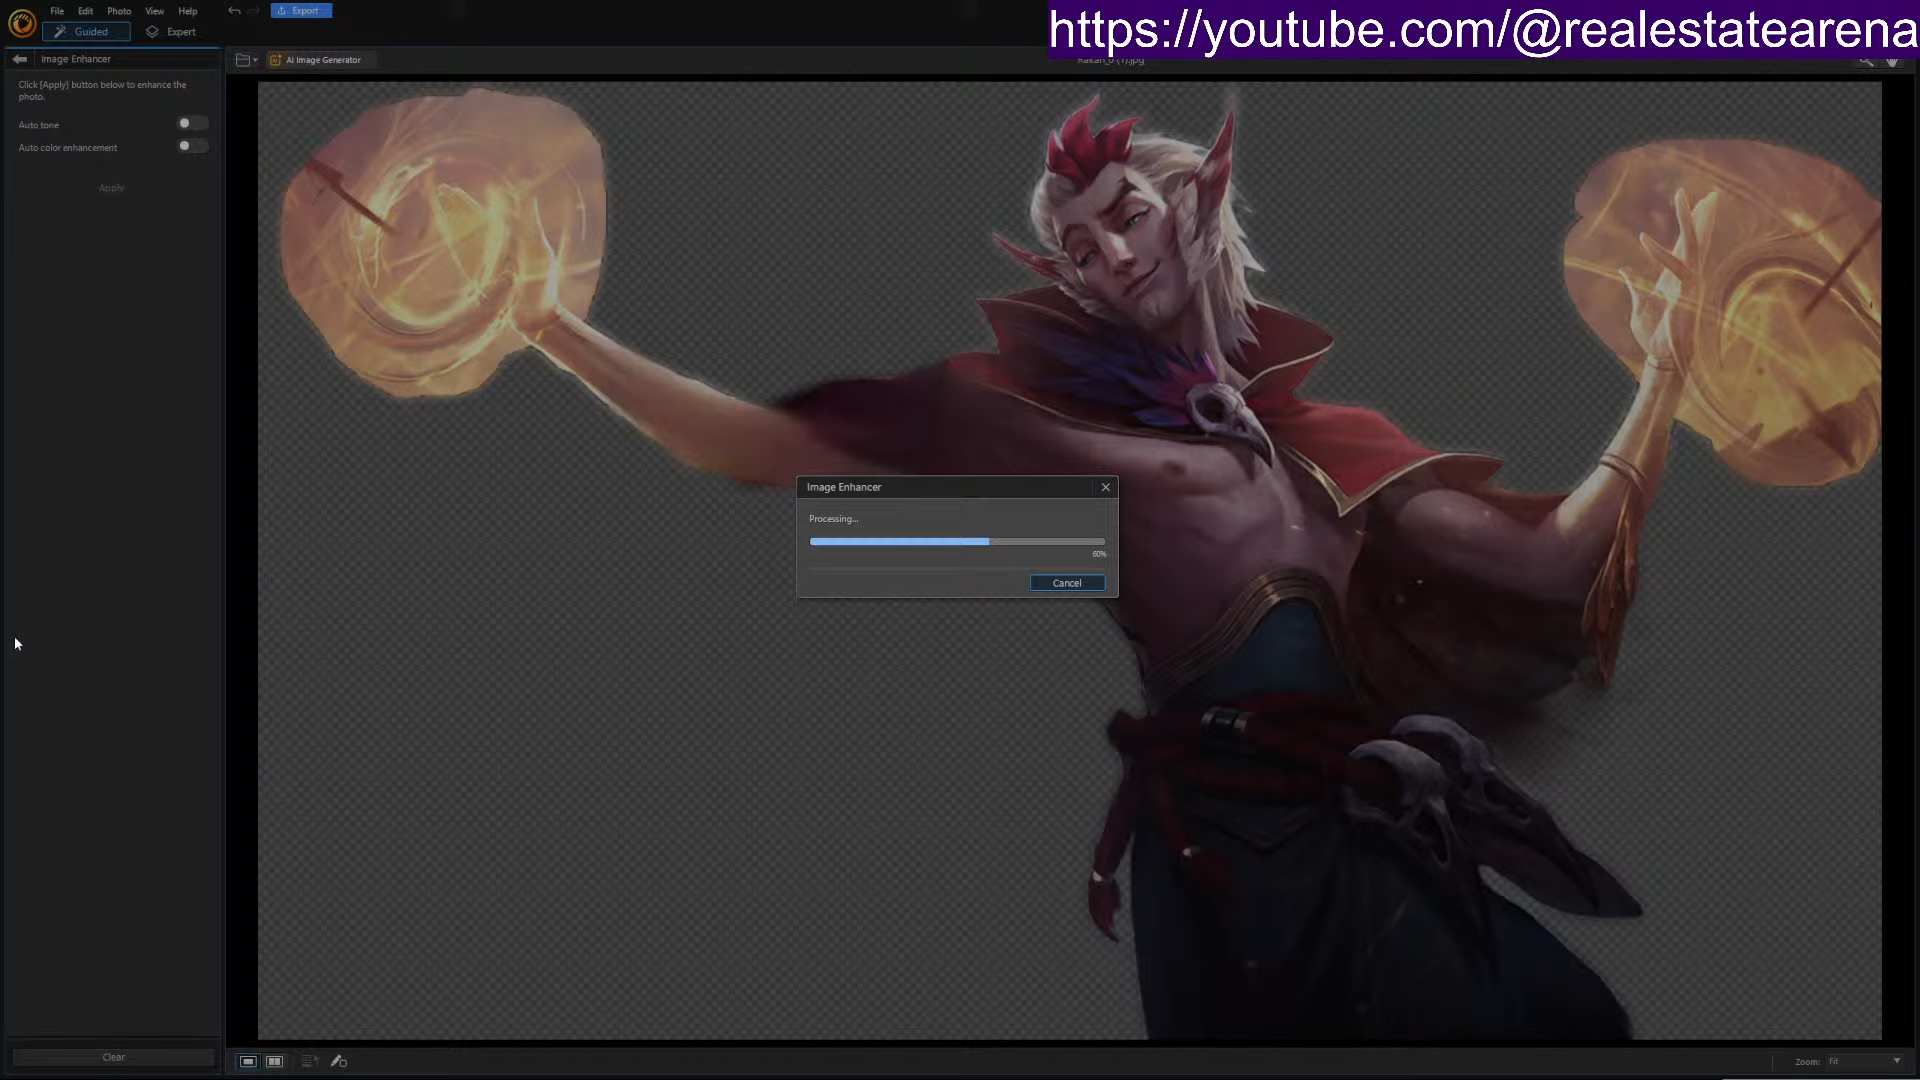 File Edit Photo View Help Export
https://youtube.com/@realestatearena
Guided Expert
Image Enhancer
AI Image Generator
Click [Apply] button below to enhance the
photo.
Auto tone
Auto color enhancement
Apply
Image Enhancer
Processing...
60%
Cancel
Clear
Zoom: Fit